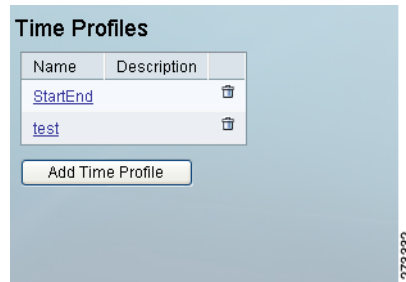 Time Profiles
Name Description
StartEnd
test
Add Time Profile